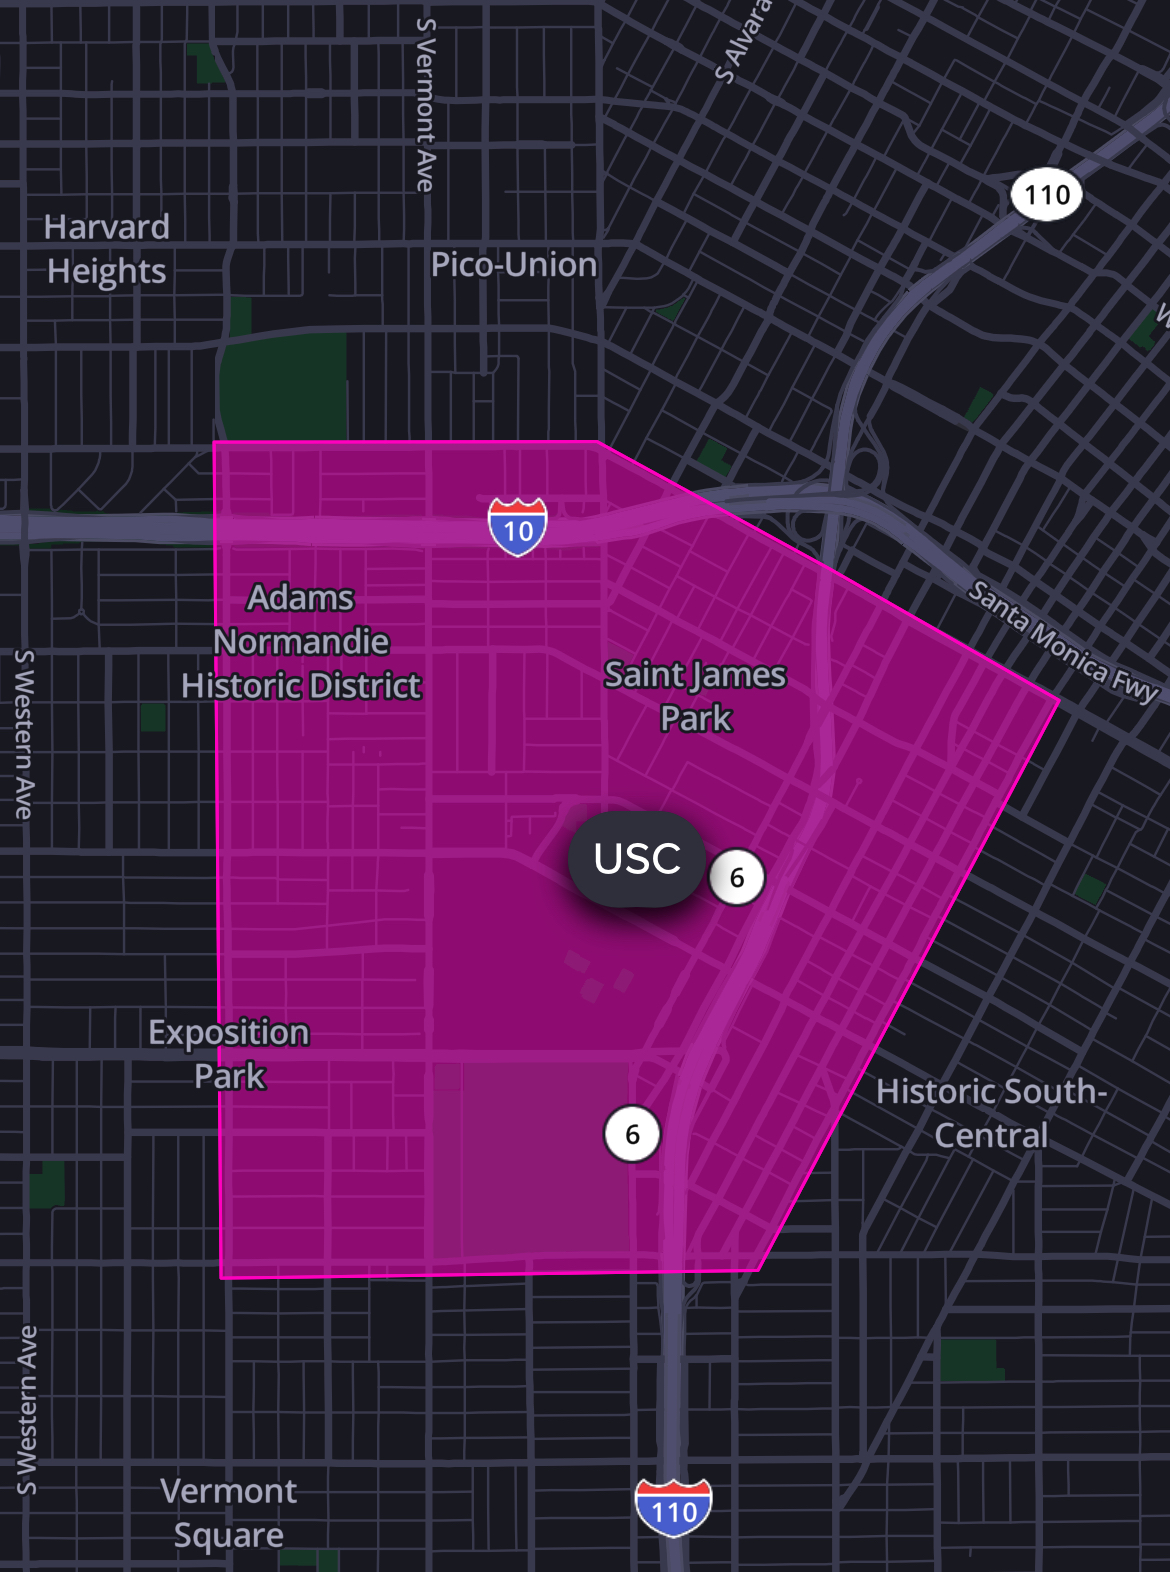 S Vermont Ave
S Alvara
110
Harvard
Heights
Pico-Union
10
Adams
Normandie
Historic District
Santa Monica Fwy
S Western Ave
Saint James
Park
USC
6
Exposition
Park
6
Historic South-
Central
S Western Ave
Vermont
Square
110